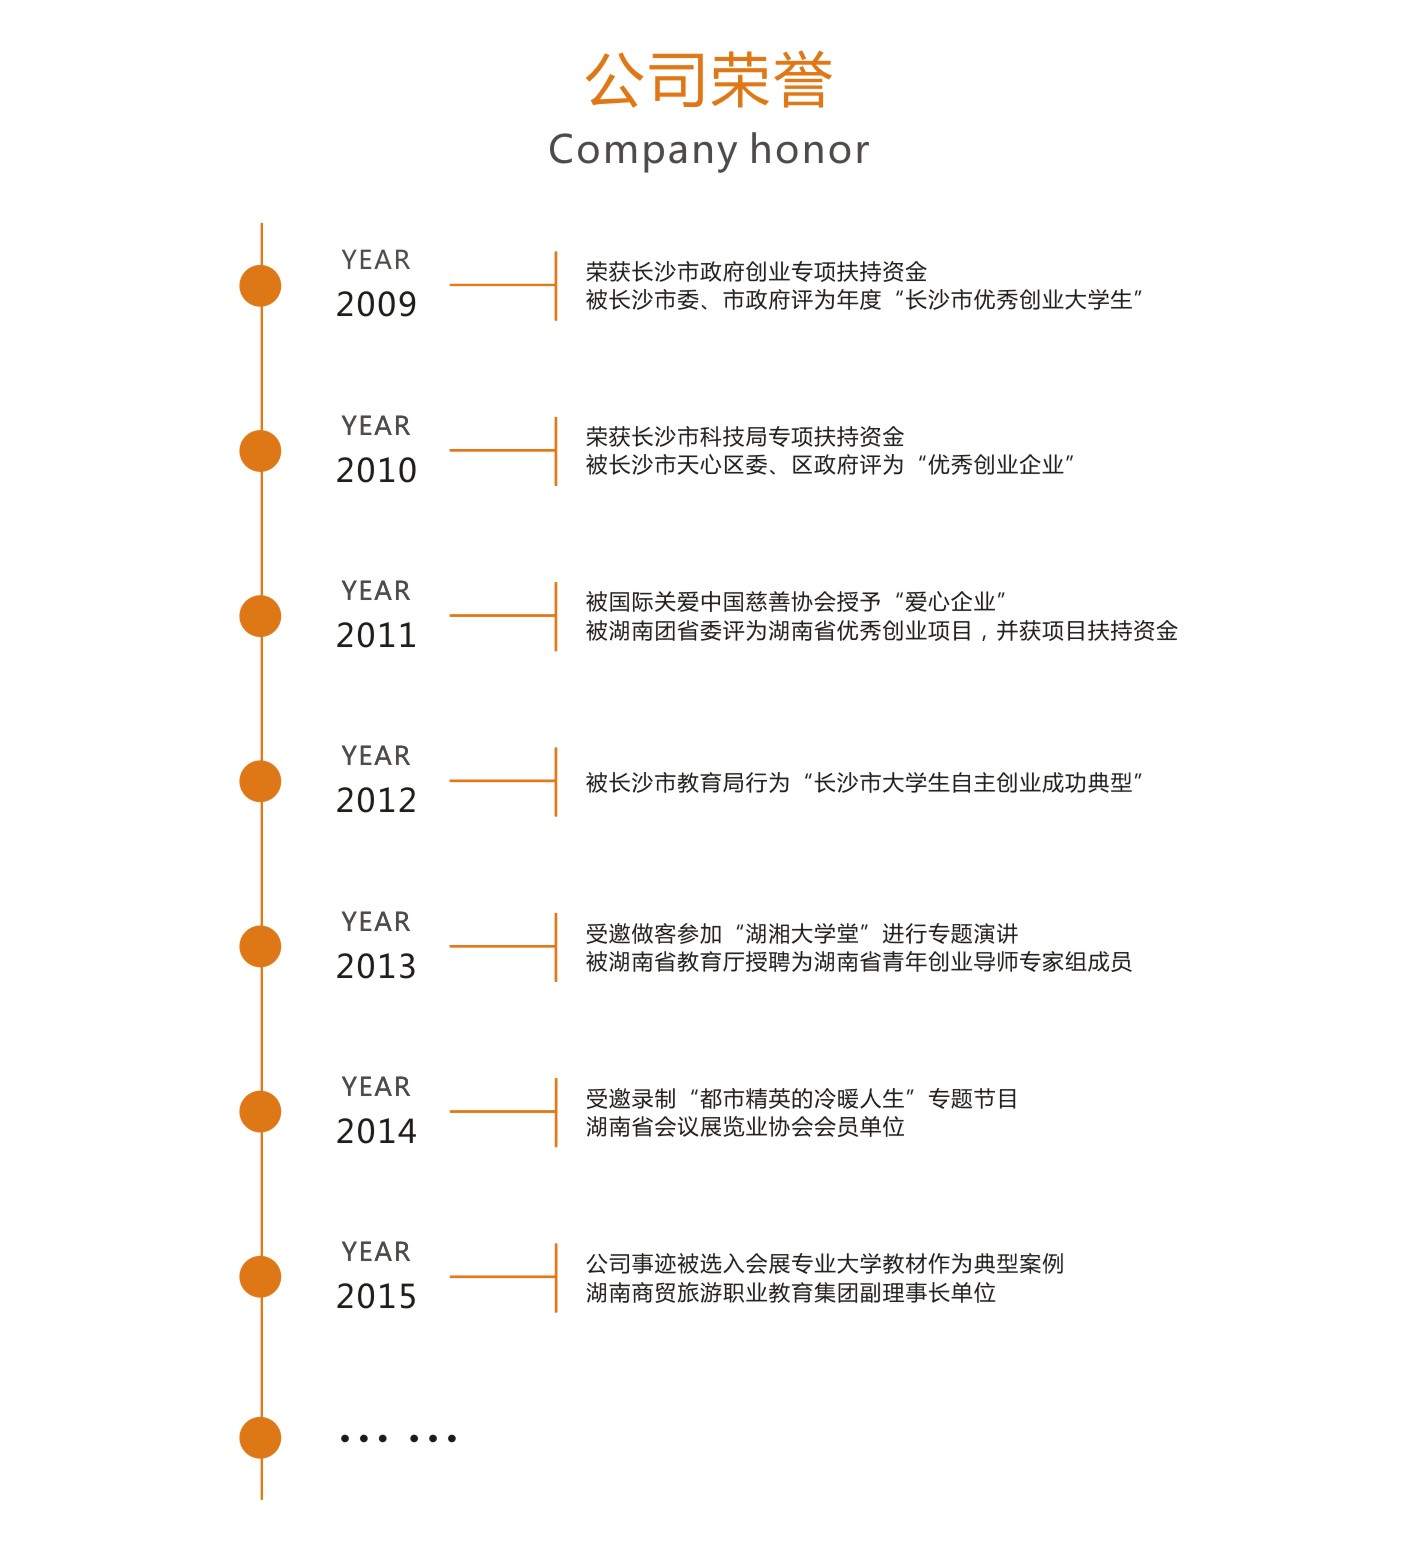 公司荣誉
Company honor
YEAR
2009
荣获长沙市政府创业专项扶持资金
被长沙市委、市政府评为年度“长沙市优秀创业大学生”
YEAR
2010
荣获长沙市科技局专项扶持资金
被长沙市天心区委、区政府评为“优秀创业企业”
YEAR
2011
被国际关爱中国慈善协会授予“爱心企业”
被湖南团省委评为湖南省优秀创业项目，并获项目扶持资金
YEAR
2012
被长沙市教育局行为“长沙市大学生自主创业成功典型”
YEAR
2013
受邀做客参加“湖湘大学堂”进行专题演讲
被湖南省教育厅授聘为湖南省青年创业导师专家组成员
YEAR
2014
受邀录制“都市精英的冷暖人生”专题节目
湖南省会议展览业协会会员单位
YEAR
2015
公司事迹被选入会展专业大学教材作为典型案例
湖南商贸旅游职业教育集团副理事长单位
… …